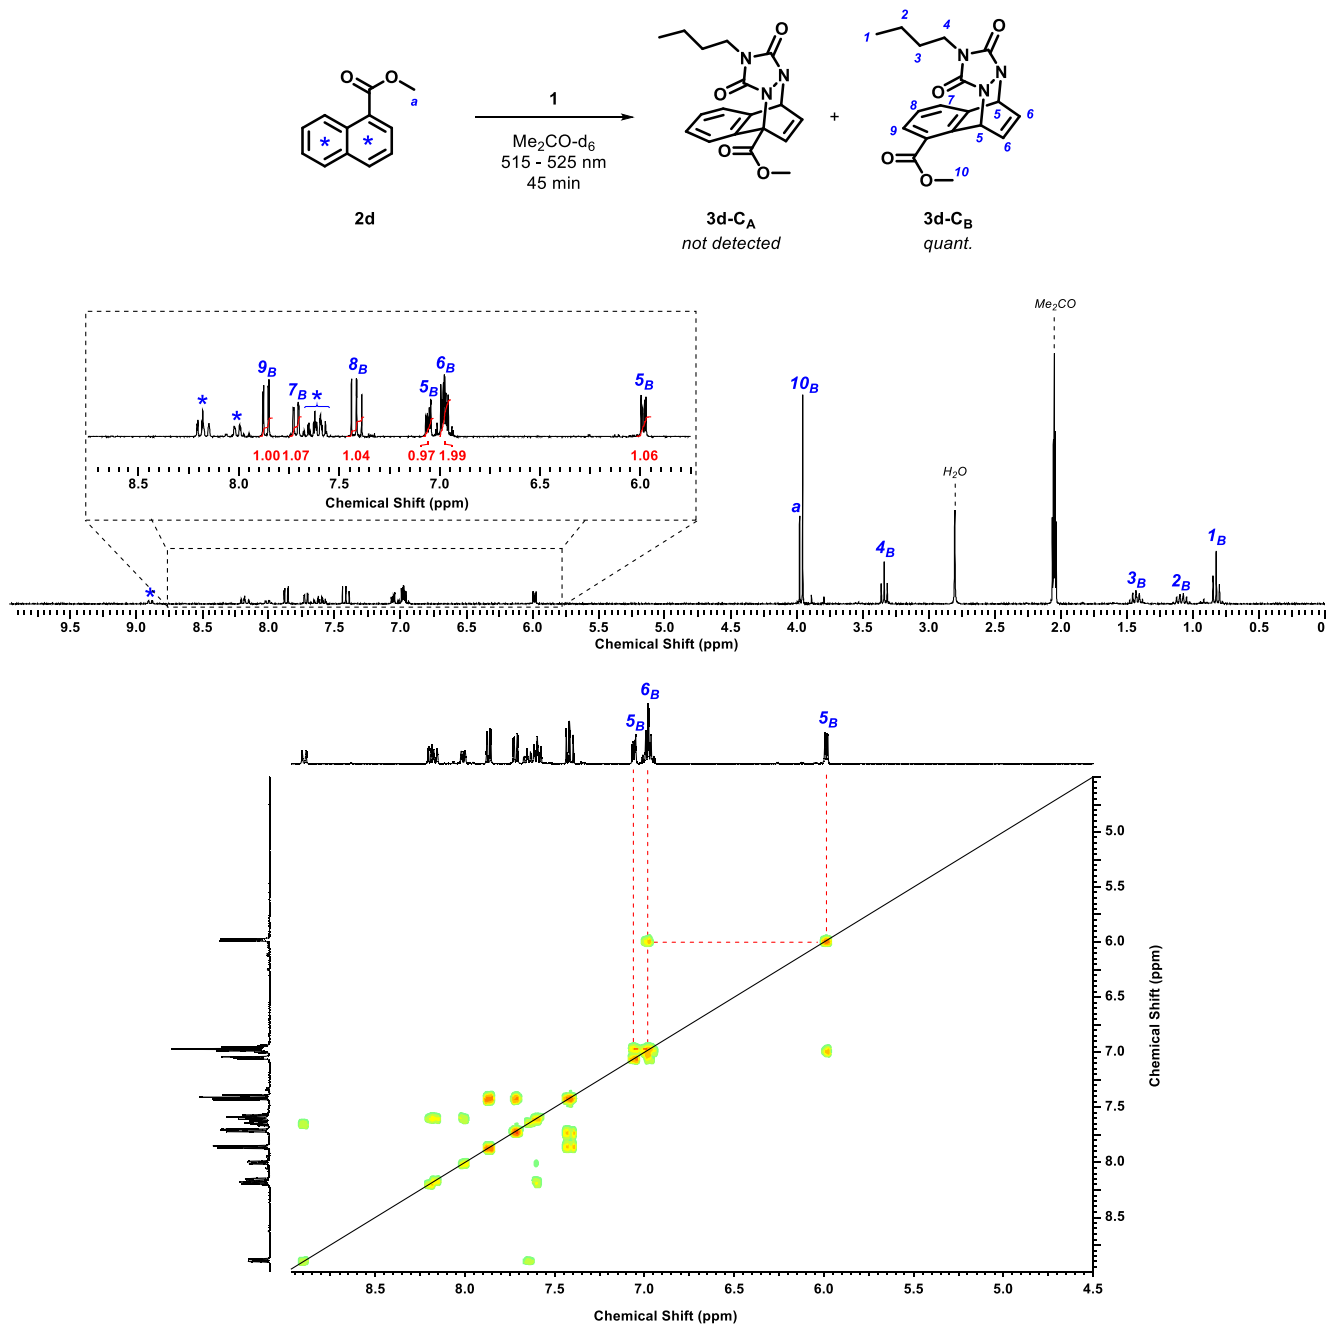 O
O
a
*
*
2d
1
Me2CO-d6
515 - 525 nm
45 min
O
N
N
O
N
O
O
3d-CA
not detected
+
1
2
3
4
O
N
N
O
N
7
8
9
5
6
5
6
O
O
10
3d-CB
quant.
*
*
9B
7B
*
8B
5B
6B
5B
1.00
1.07
1.04
0.97
1.99
1.06
8.5 8.0 7.5 7.0 6.5 6.0
Chemical Shift (ppm)
*
a
10B
4B
H2O
Me2CO
3B
2B
1B
9.5 9.0 8.5 8.0 7.5 7.0 6.5 6.0 5.5 5.0 4.5 4.0 3.5 3.0 2.5 2.0 1.5 1.0 0.5 0
Chemical Shift (ppm)
5B
6B
5B
5.0
5.5
6.0
6.5
7.0
7.5
8.0
8.5
Chemical Shift (ppm)
8.5 8.0 7.5 7.0 6.5 6.0 5.5 5.0 4.5
Chemical Shift (ppm)